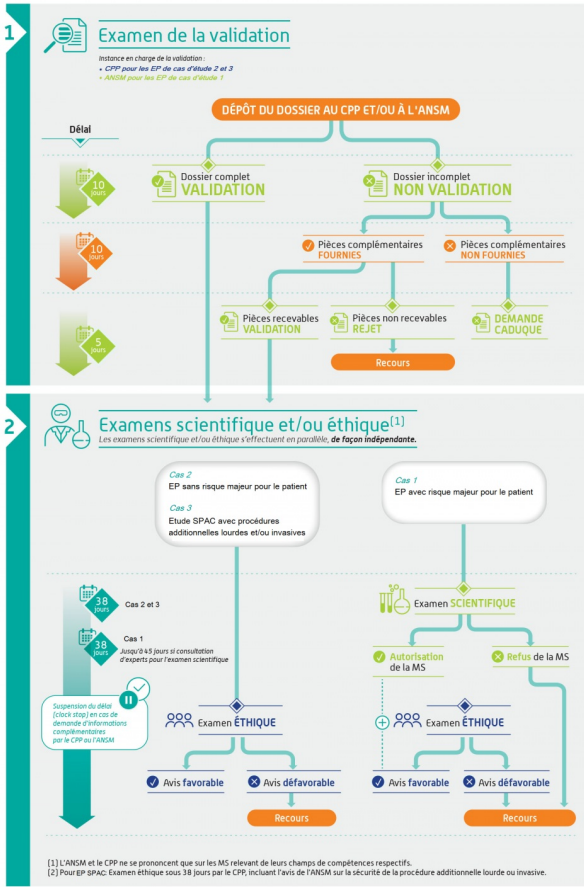 1
Examen de la validation
Instance en charge de la validation :
• CPP pour les EP de cas d'étude 2 et 3
• ANSM pour les EP de cas d'étude 1
DÉPÔT DU DOSSIER AU CPP ET/OU À L'ANSM
Délai
10
jours
Dossier complet
VALIDATION
Dossier incomplet
NON VALIDATION
10
jours
Pièces complémentaires
FOURNIES
Pièces complémentaires
NON FOURNIES
5
jours
Pièces recevables
VALIDATION
Pièces non recevables
REJET
DEMANDE
CADUQUE
Recours
2
Examens scientifique et/ou éthique(1)
Les examens scientifique et/ou éthique s'effectuent en parallèle, de façon indépendante.
Cas 2
EP sans risque majeur pour le patient
Cas 3
Etude SPAC avec procédures
additionnelles lourdes et/ou invasives
Cas 1
EP avec risque majeur pour le patient
38
jours
Cas 2 et 3
38
jours
Cas 1
Jusqu'à 45 jours si consultation
d'experts pour l'examen scientifique
Examen SCIENTIFIQUE
Autorisation
de la MS
Refus de la MS
Suspension du délai
(clock stop) en cas de
demande d'informations
complémentaires
par le CPP ou l'ANSM
Examen ÉTHIQUE
Examen ÉTHIQUE
Avis favorable
Avis défavorable
Avis favorable
Avis défavorable
Recours
Recours
(1) L'ANSM et le CPP ne se prononcent que sur les MS relevant de leurs champs de compétences respectifs.
(2) Pour EP SPAC: Examen éthique sous 38 jours par le CPP, incluant l'avis de l'ANSM sur la sécurité de la procédure additionnelle lourde ou invasive.